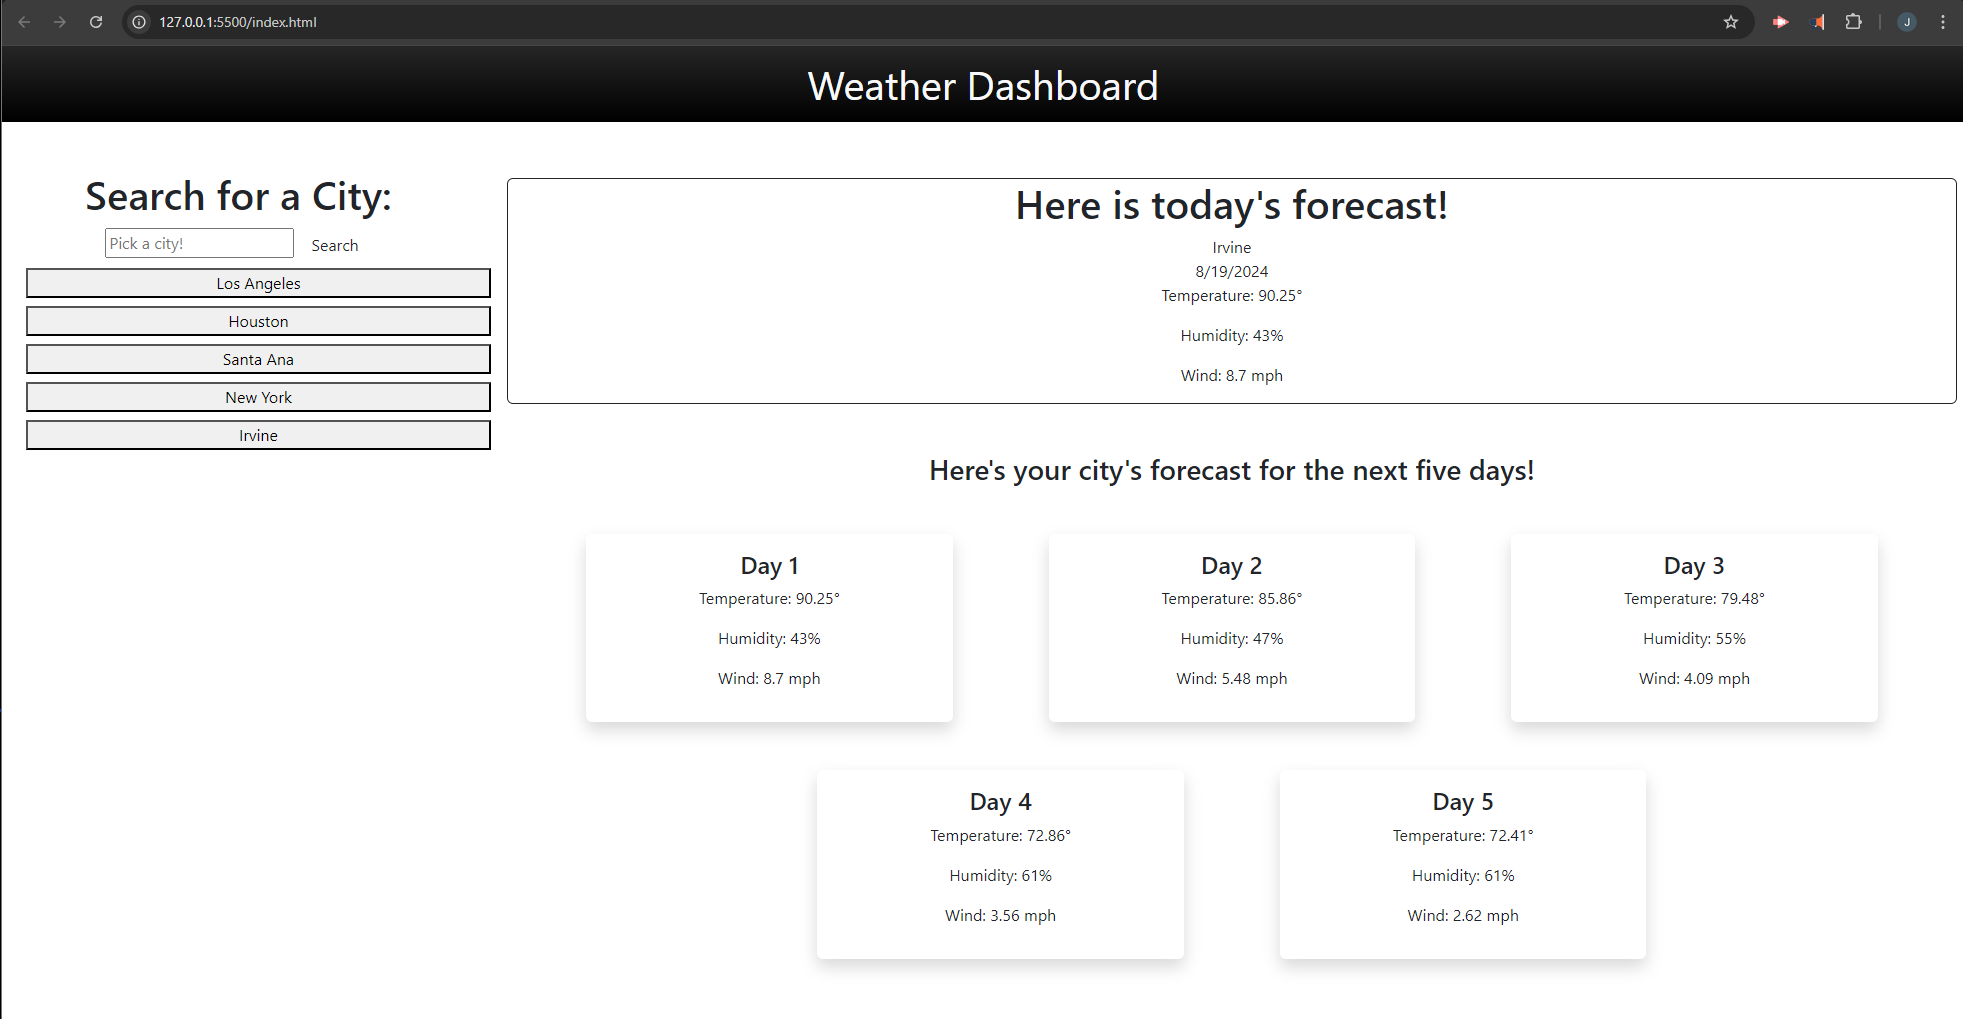 127.0.0.1:5500/index.html
J
Weather Dashboard
Search for a City:
Pick a city!
Search
Los Angeles
Houston
Santa Ana
New York
Irvine
Here is today's forecast!
Irvine
8/19/2024
Temperature: 90.25°
Humidity: 43%
Wind: 8.7 mph
Here's your city's forecast for the next five days!
Day 1
Temperature: 90.25°
Humidity: 43%
Wind: 8.7 mph
Day 2
Temperature: 85.86°
Humidity: 47%
Wind: 5.48 mph
Day 3
Temperature: 79.48°
Humidity: 55%
Wind: 4.09 mph
Day 4
Temperature: 72.86°
Humidity: 61%
Wind: 3.56 mph
Day 5
Temperature: 72.41°
Humidity: 61%
Wind: 2.62 mph